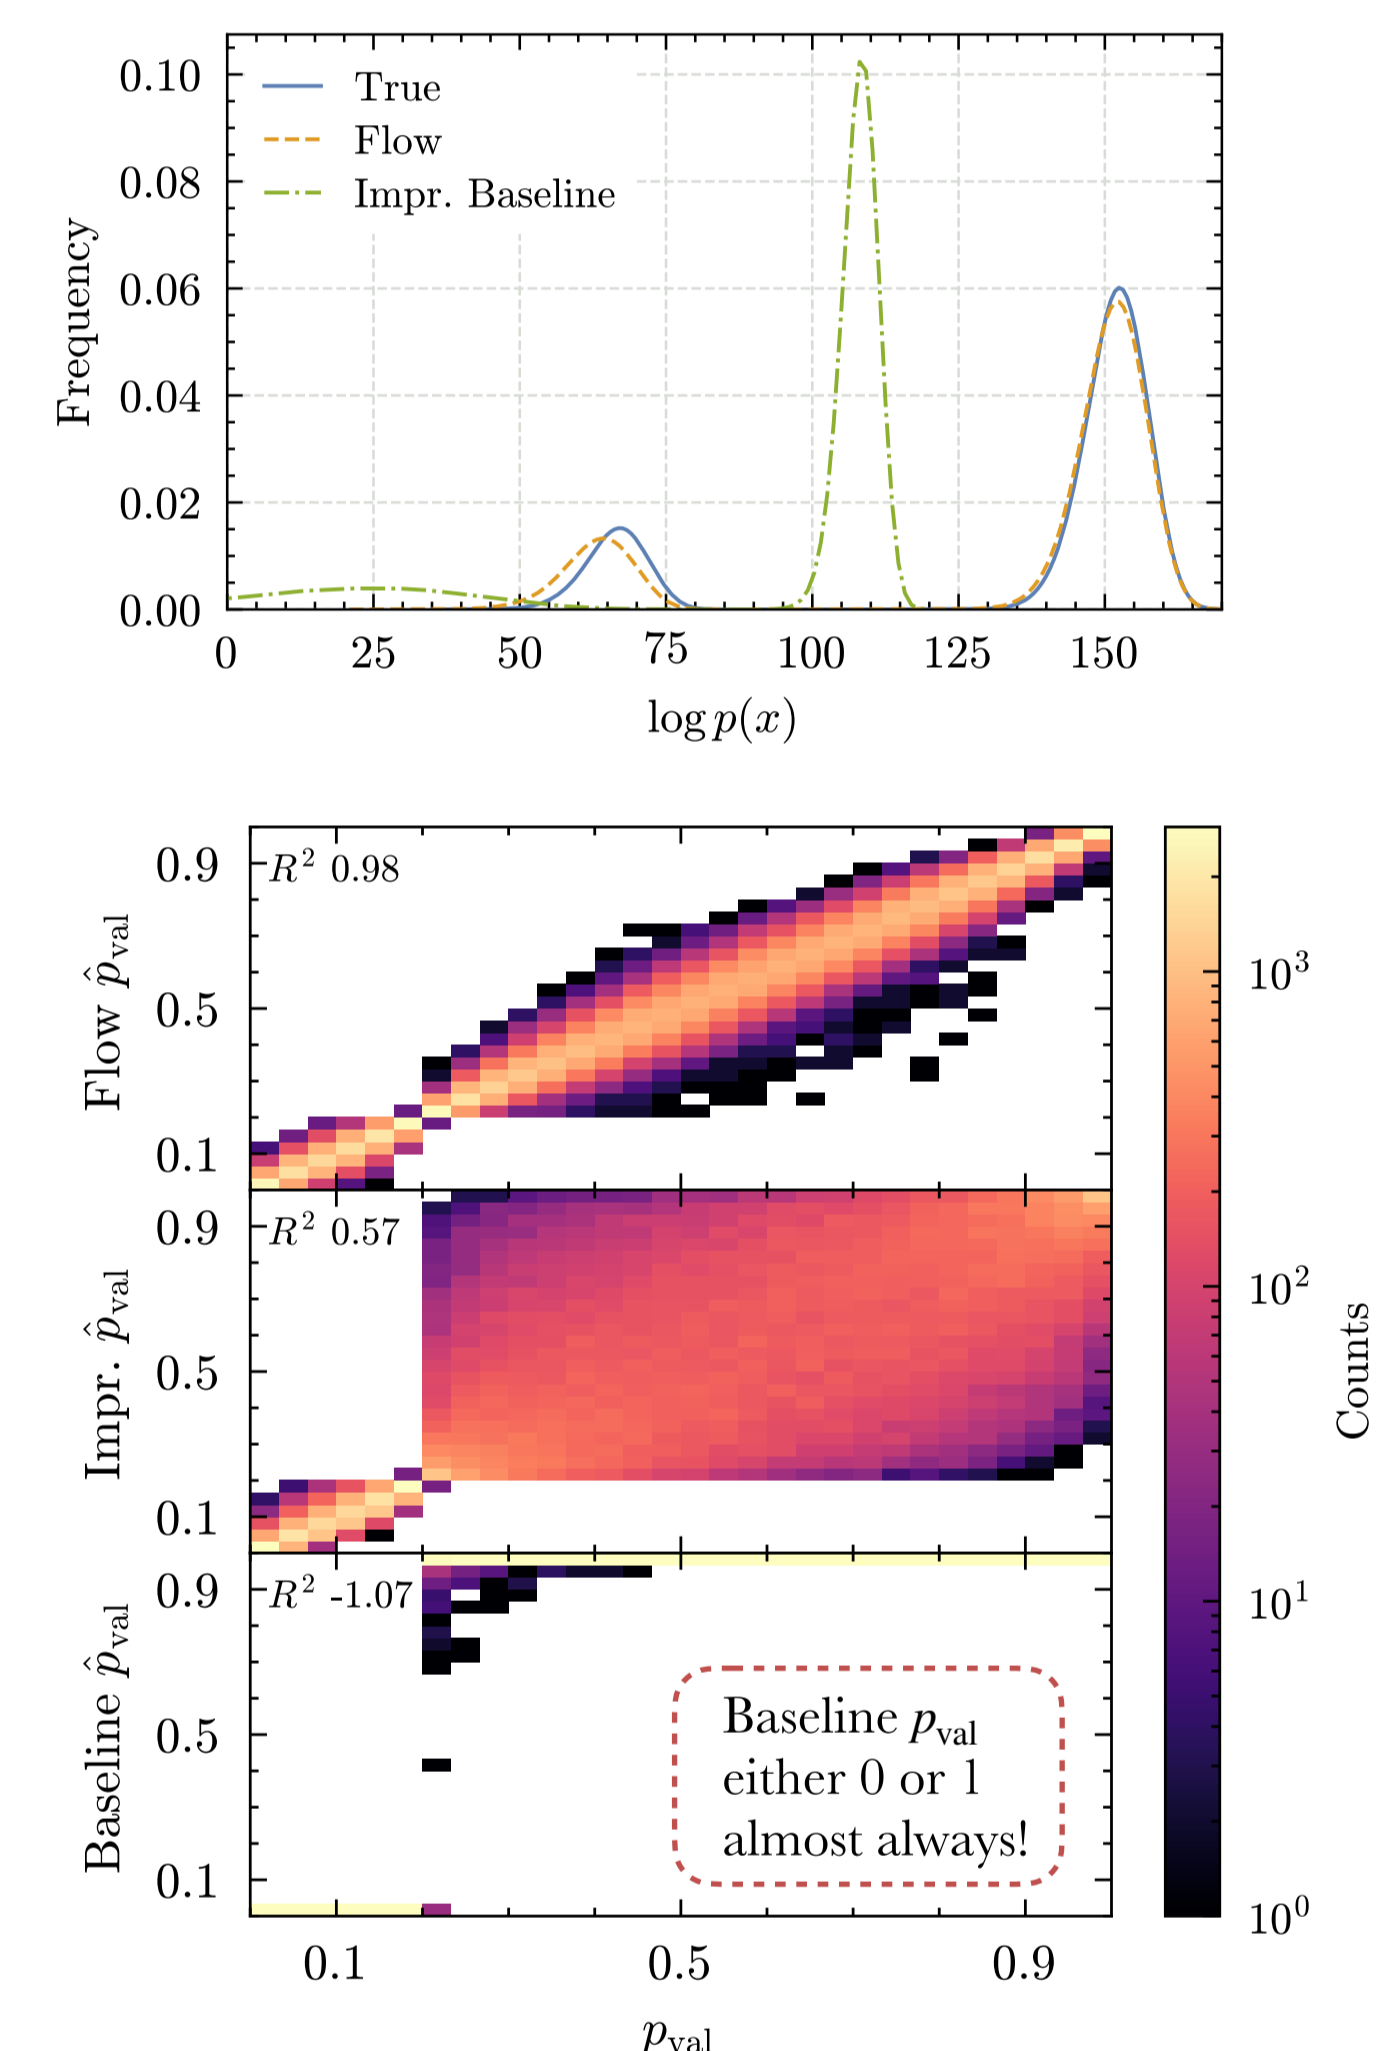 True
Flow
Impr. Baseline
Frequency
0.10
0.08
0.06
0.04
0.02
0.00
0 25 50 75 100 125 150
log p(x)
Flow p̂val
0.9
0.5
0.1
R² 0.98
Impr. p̂val
0.9
0.5
0.1
R² 0.57
Baseline p̂val
0.9
0.5
0.1
R² -1.07
Baseline pval
either 0 or 1
almost always!
0.1 0.5 0.9
pval
10³
10²
10¹
10⁰
Counts